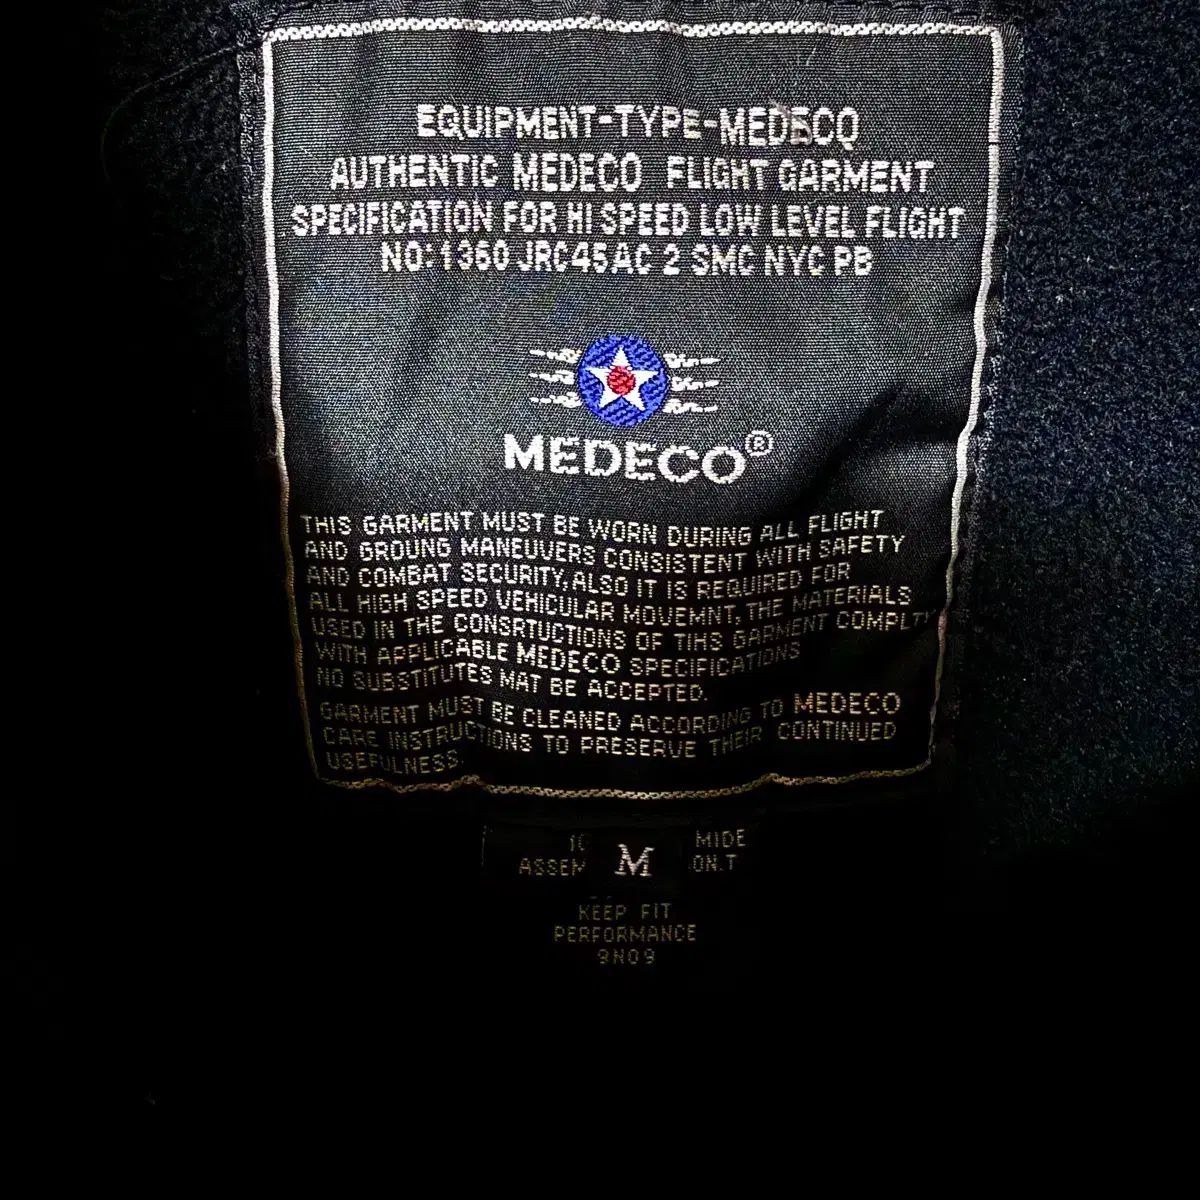 EQUIPMENT-TYPE-MEDECQ
AUTHENTIC MEDECO FLIGHT GARMENT
SPECIFICATION FOR HI SPEED LOW LEVEL FLIGHT
NO:1360 JRC45AC 2 SMC NYC PB
MEDECO®
THIS GARMENT MUST BE WORN DURING ALL FLIGHT
AND GROUNG MANEUVERS CONSISTENT WITH SAFETY
AND COMBAT SECURITY, ALSO IT IS REQUIRED FOR
ALL HIGH SPEED VEHICULAR MOVEMNT, THE MATERIALS
USED IN THE CONSRTUCTIONS OF TIHS GARMENT COMPLT
WITH APPLICABLE MEDECO SPECIFICATIONS
NO SUBSTITUTES MAT BE ACCEPTED.
GARMENT MUST BE CLEANED ACCORDING TO MEDECO
CARE INSTRUCTIONS TO PRESERVE THEIR CONTINUED
USEFULNESS.
MIDE
ASSEM M ON.T
KEEP FIT
PERFORMANCE
9N09